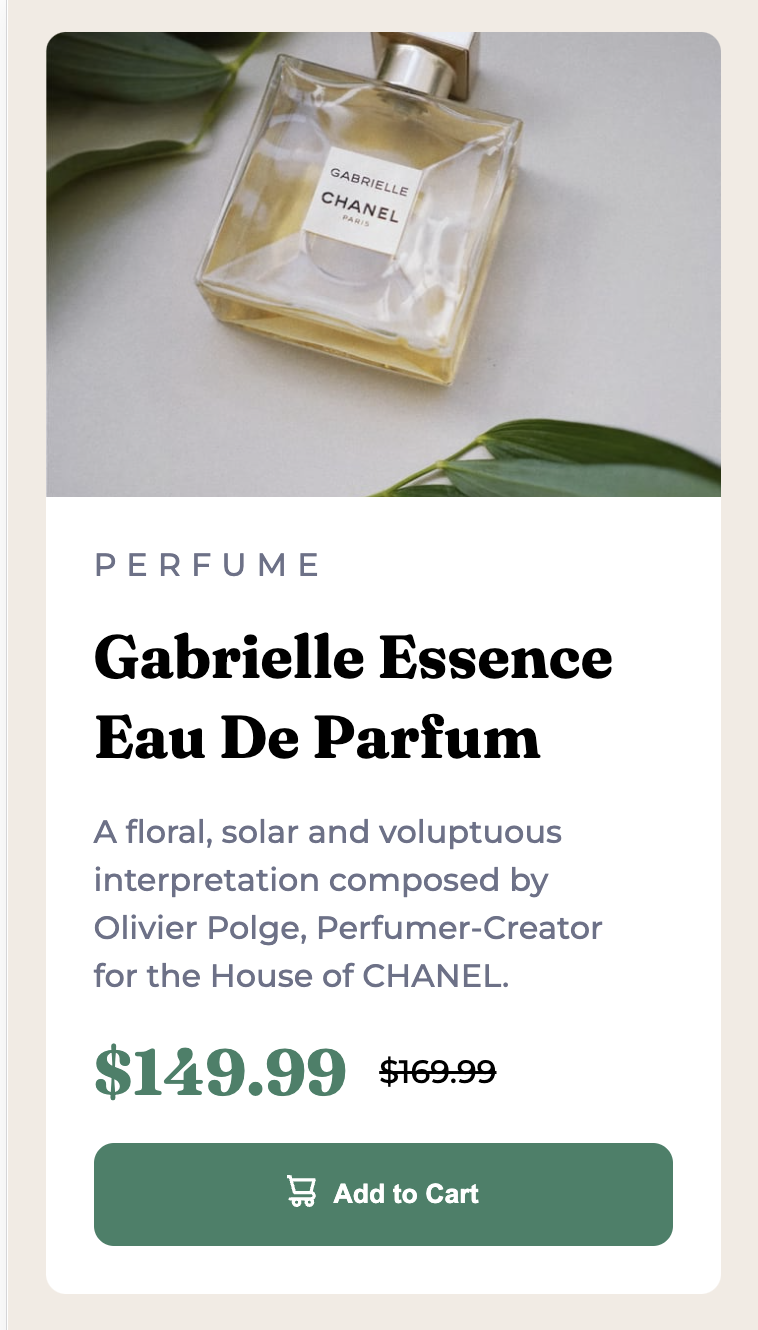 GABRIELLE
CHANEL
PARIS
PERFUME
Gabrielle Essence
Eau De Parfum
A floral, solar and voluptuous
interpretation composed by
Olivier Polge, Perfumer-Creator
for the House of CHANEL.
$149.99 $169.99
Add to Cart